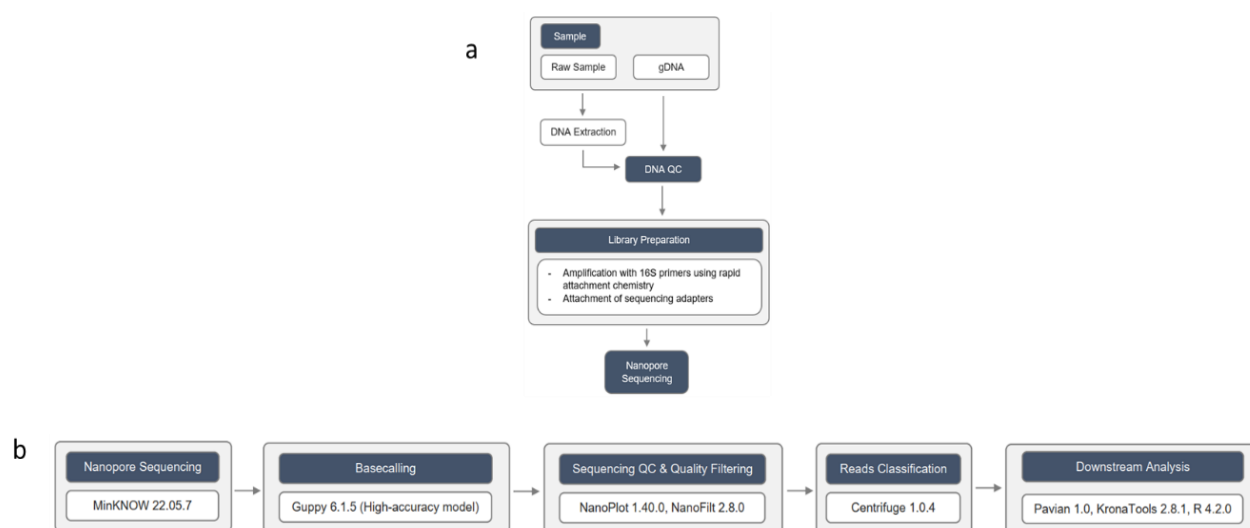 a
Sample
Raw Sample
gDNA
DNA Extraction
DNA QC
Library Preparation
- Amplification with 16S primers using rapid
attachment chemistry
- Attachment of sequencing adapters
Nanopore
Sequencing
b
Nanopore Sequencing
MinKNOW 22.05.7
Basecalling
Guppy 6.1.5 (High-accuracy model)
Sequencing QC & Quality Filtering
NanoPlot 1.40.0, NanoFilt 2.8.0
Reads Classification
Centrifuge 1.0.4
Downstream Analysis
Pavian 1.0, KronaTools 2.8.1, R 4.2.0